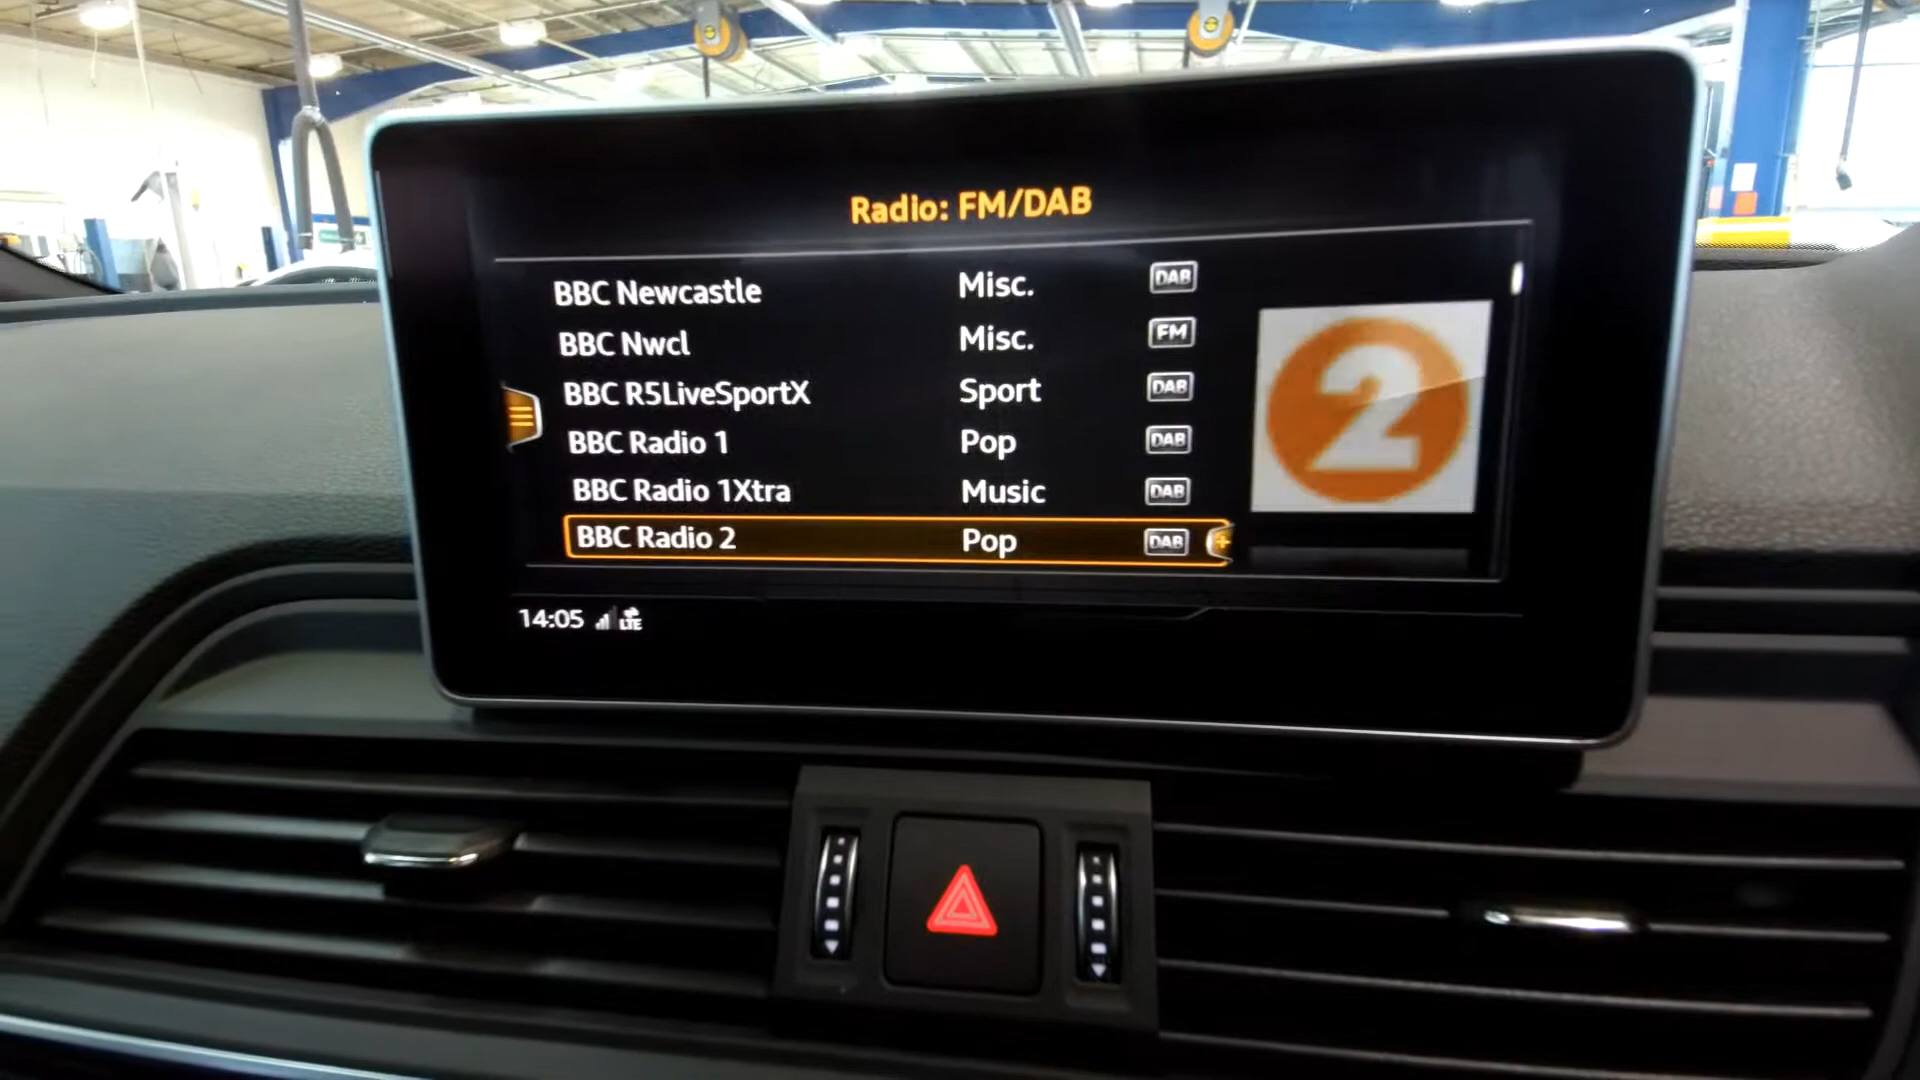 Radio: FM/DAB
BBC Newcastle Misc. DAB
BBC Nwcl Misc. FM
BBC R5LiveSportX Sport DAB
BBC Radio 1 Pop DAB
BBC Radio 1Xtra Music DAB
BBC Radio 2 Pop DAB +
2
14:05 LTE